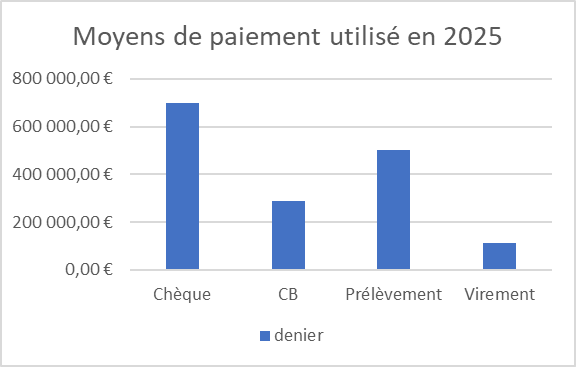 Moyens de paiement utilisé en 2025
800 000,00 €
600 000,00 €
400 000,00 €
200 000,00 €
0,00 €
Chèque CB Prélèvement Virement
denier